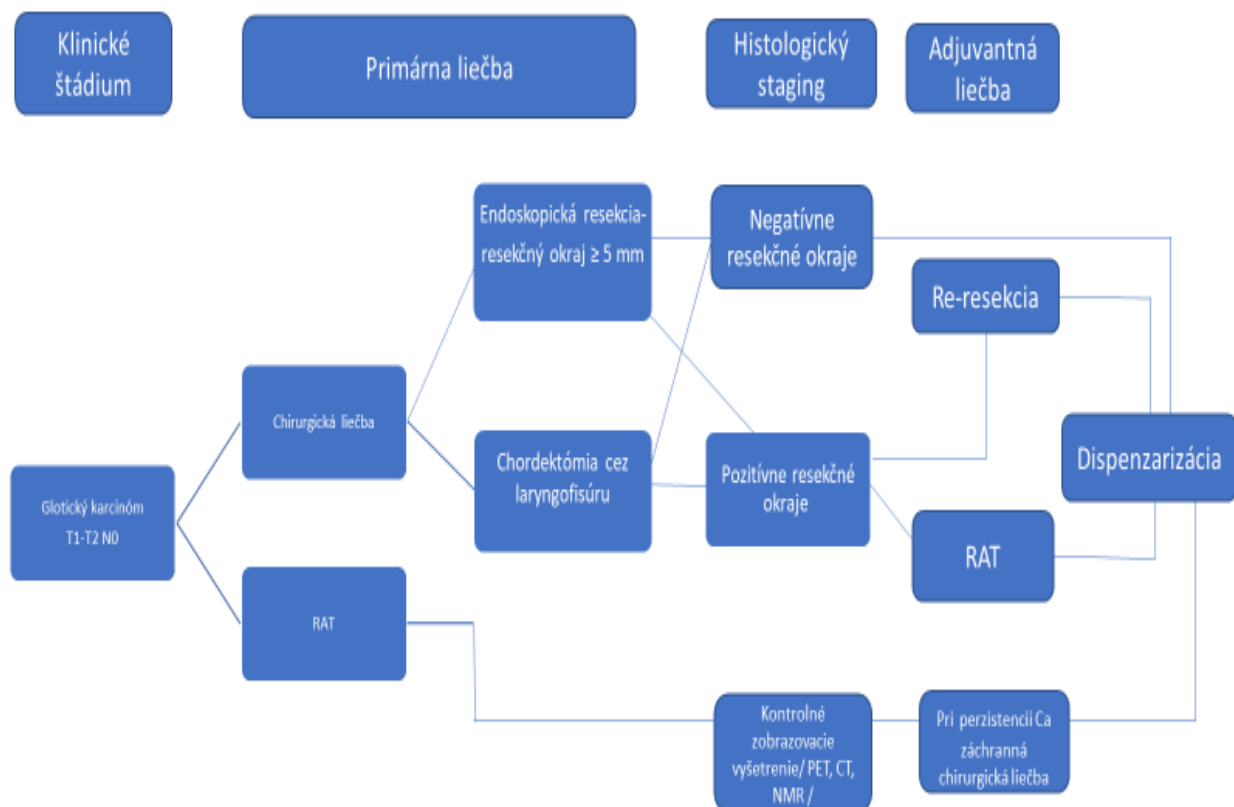 Klinické
štádium
Primárna liečba
Histologický
staging
Adjuvantná
liečba
Endoskopická resekcia-
resekčný okraj ≥ 5 mm
Negatívne
resekčné okraje
Re-resekcia
Chirurgická liečba
Chordektómia cez
laryngofisúru
Pozitívne resekčné
okraje
Dispenzarizácia
Glotický karcinóm
T1-T2 N0
RAT
RAT
Kontrolné
zobrazovacie
vyšetrenie/ PET, CT,
NMR /
Pri perzistencii Ca
záchranná
chirurgická liečba